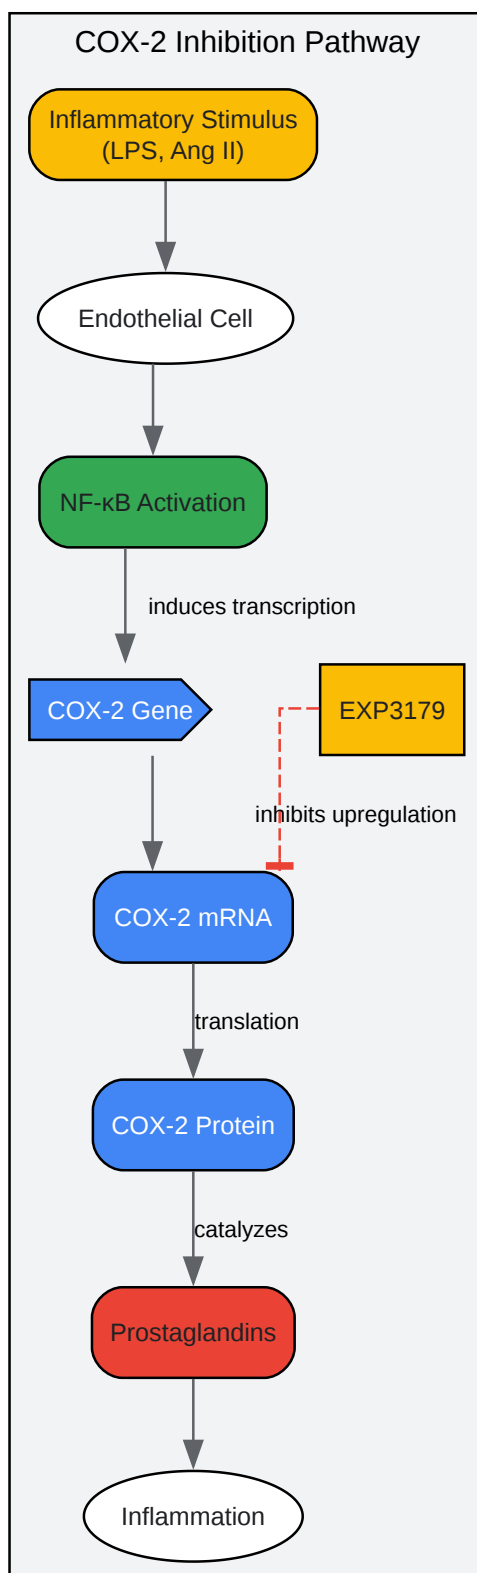 COX-2 Inhibition Pathway
Inflammatory Stimulus
(LPS, Ang II)
Endothelial Cell
NF-κB Activation
induces transcription
COX-2 Gene
EXP3179
inhibits upregulation
COX-2 mRNA
translation
COX-2 Protein
catalyzes
Prostaglandins
Inflammation